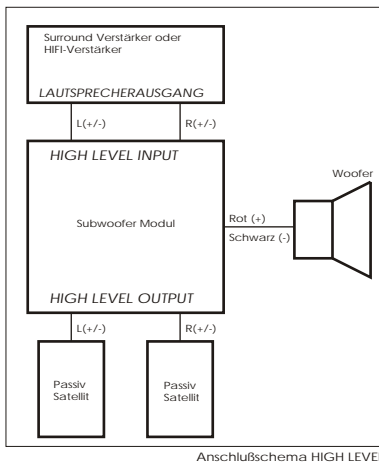 Surround Verstärker oder
HIFI-Verstärker
LAUTSPRECHERAUSGANG
L(+/-)
R(+/-)
HIGH LEVEL INPUT
Woofer
Subwoofer Modul
Rot (+)
Schwarz (-)
HIGH LEVEL OUTPUT
L(+/-)
R(+/-)
Passiv
Satellit
Passiv
Satellit
Anschlußschema HIGH LEVEL